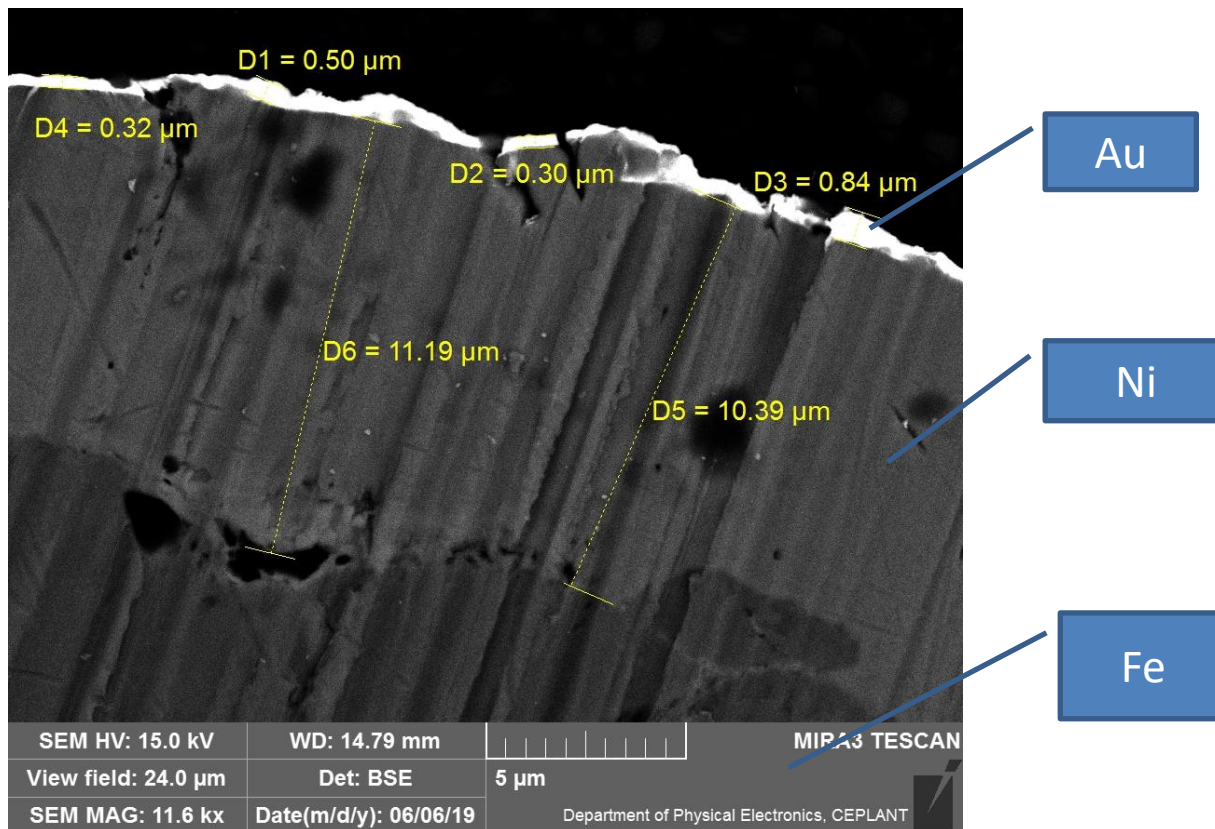 D1 = 0.50 µm
D4 = 0.32 µm
D2 = 0.30 µm
D3 = 0.84 µm
D6 = 11.19 µm
D5 = 10.39 µm
Au
Ni
Fe
SEM HV: 15.0 kV
WD: 14.79 mm
MIRA3 TESCAN
View field: 24.0 µm
Det: BSE
5 µm
SEM MAG: 11.6 kx
Date(m/d/y): 06/06/19
Department of Physical Electronics, CEPLANT